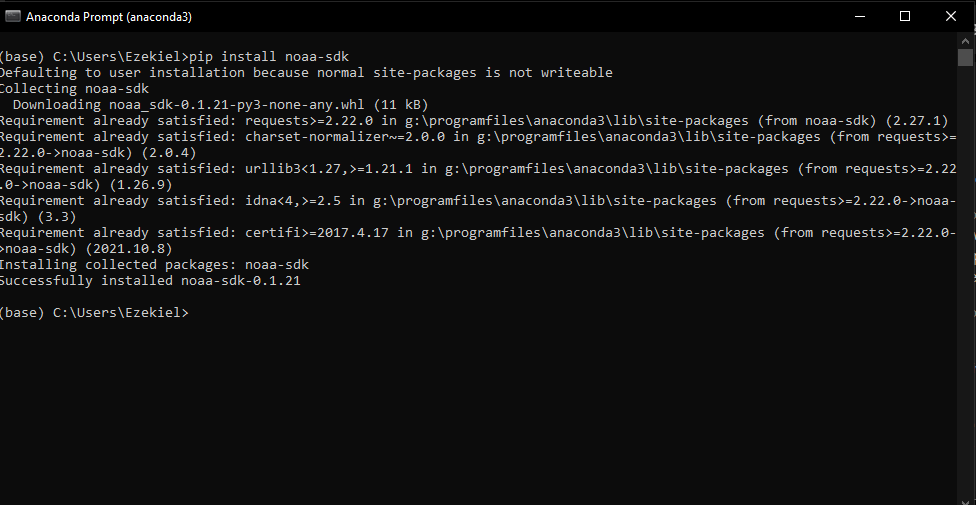 Anaconda Prompt (anaconda3)
(base) C:\Users\Ezekiel>pip install noaa-sdk
Defaulting to user installation because normal site-packages is not writeable
Collecting noaa-sdk
  Downloading noaa_sdk-0.1.21-py3-none-any.whl (11 kB)
Requirement already satisfied: requests>=2.22.0 in g:\programfiles\anaconda3\lib\site-packages (from noaa-sdk) (2.27.1)
Requirement already satisfied: charset-normalizer~=2.0.0 in g:\programfiles\anaconda3\lib\site-packages (from requests>=
2.22.0->noaa-sdk) (2.0.4)
Requirement already satisfied: urllib3<1.27,>=1.21.1 in g:\programfiles\anaconda3\lib\site-packages (from requests>=2.22
.0->noaa-sdk) (1.26.9)
Requirement already satisfied: idna<4,>=2.5 in g:\programfiles\anaconda3\lib\site-packages (from requests>=2.22.0->noaa-
sdk) (3.3)
Requirement already satisfied: certifi>=2017.4.17 in g:\programfiles\anaconda3\lib\site-packages (from requests>=2.22.0-
>noaa-sdk) (2021.10.8)
Installing collected packages: noaa-sdk
Successfully installed noaa-sdk-0.1.21
(base) C:\Users\Ezekiel>